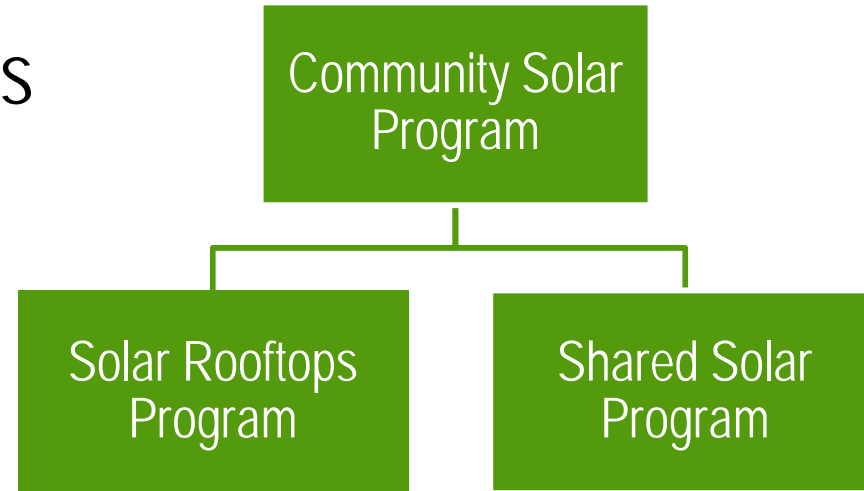 s
Community Solar
Program
Solar Rooftops
Program
Shared Solar
Program